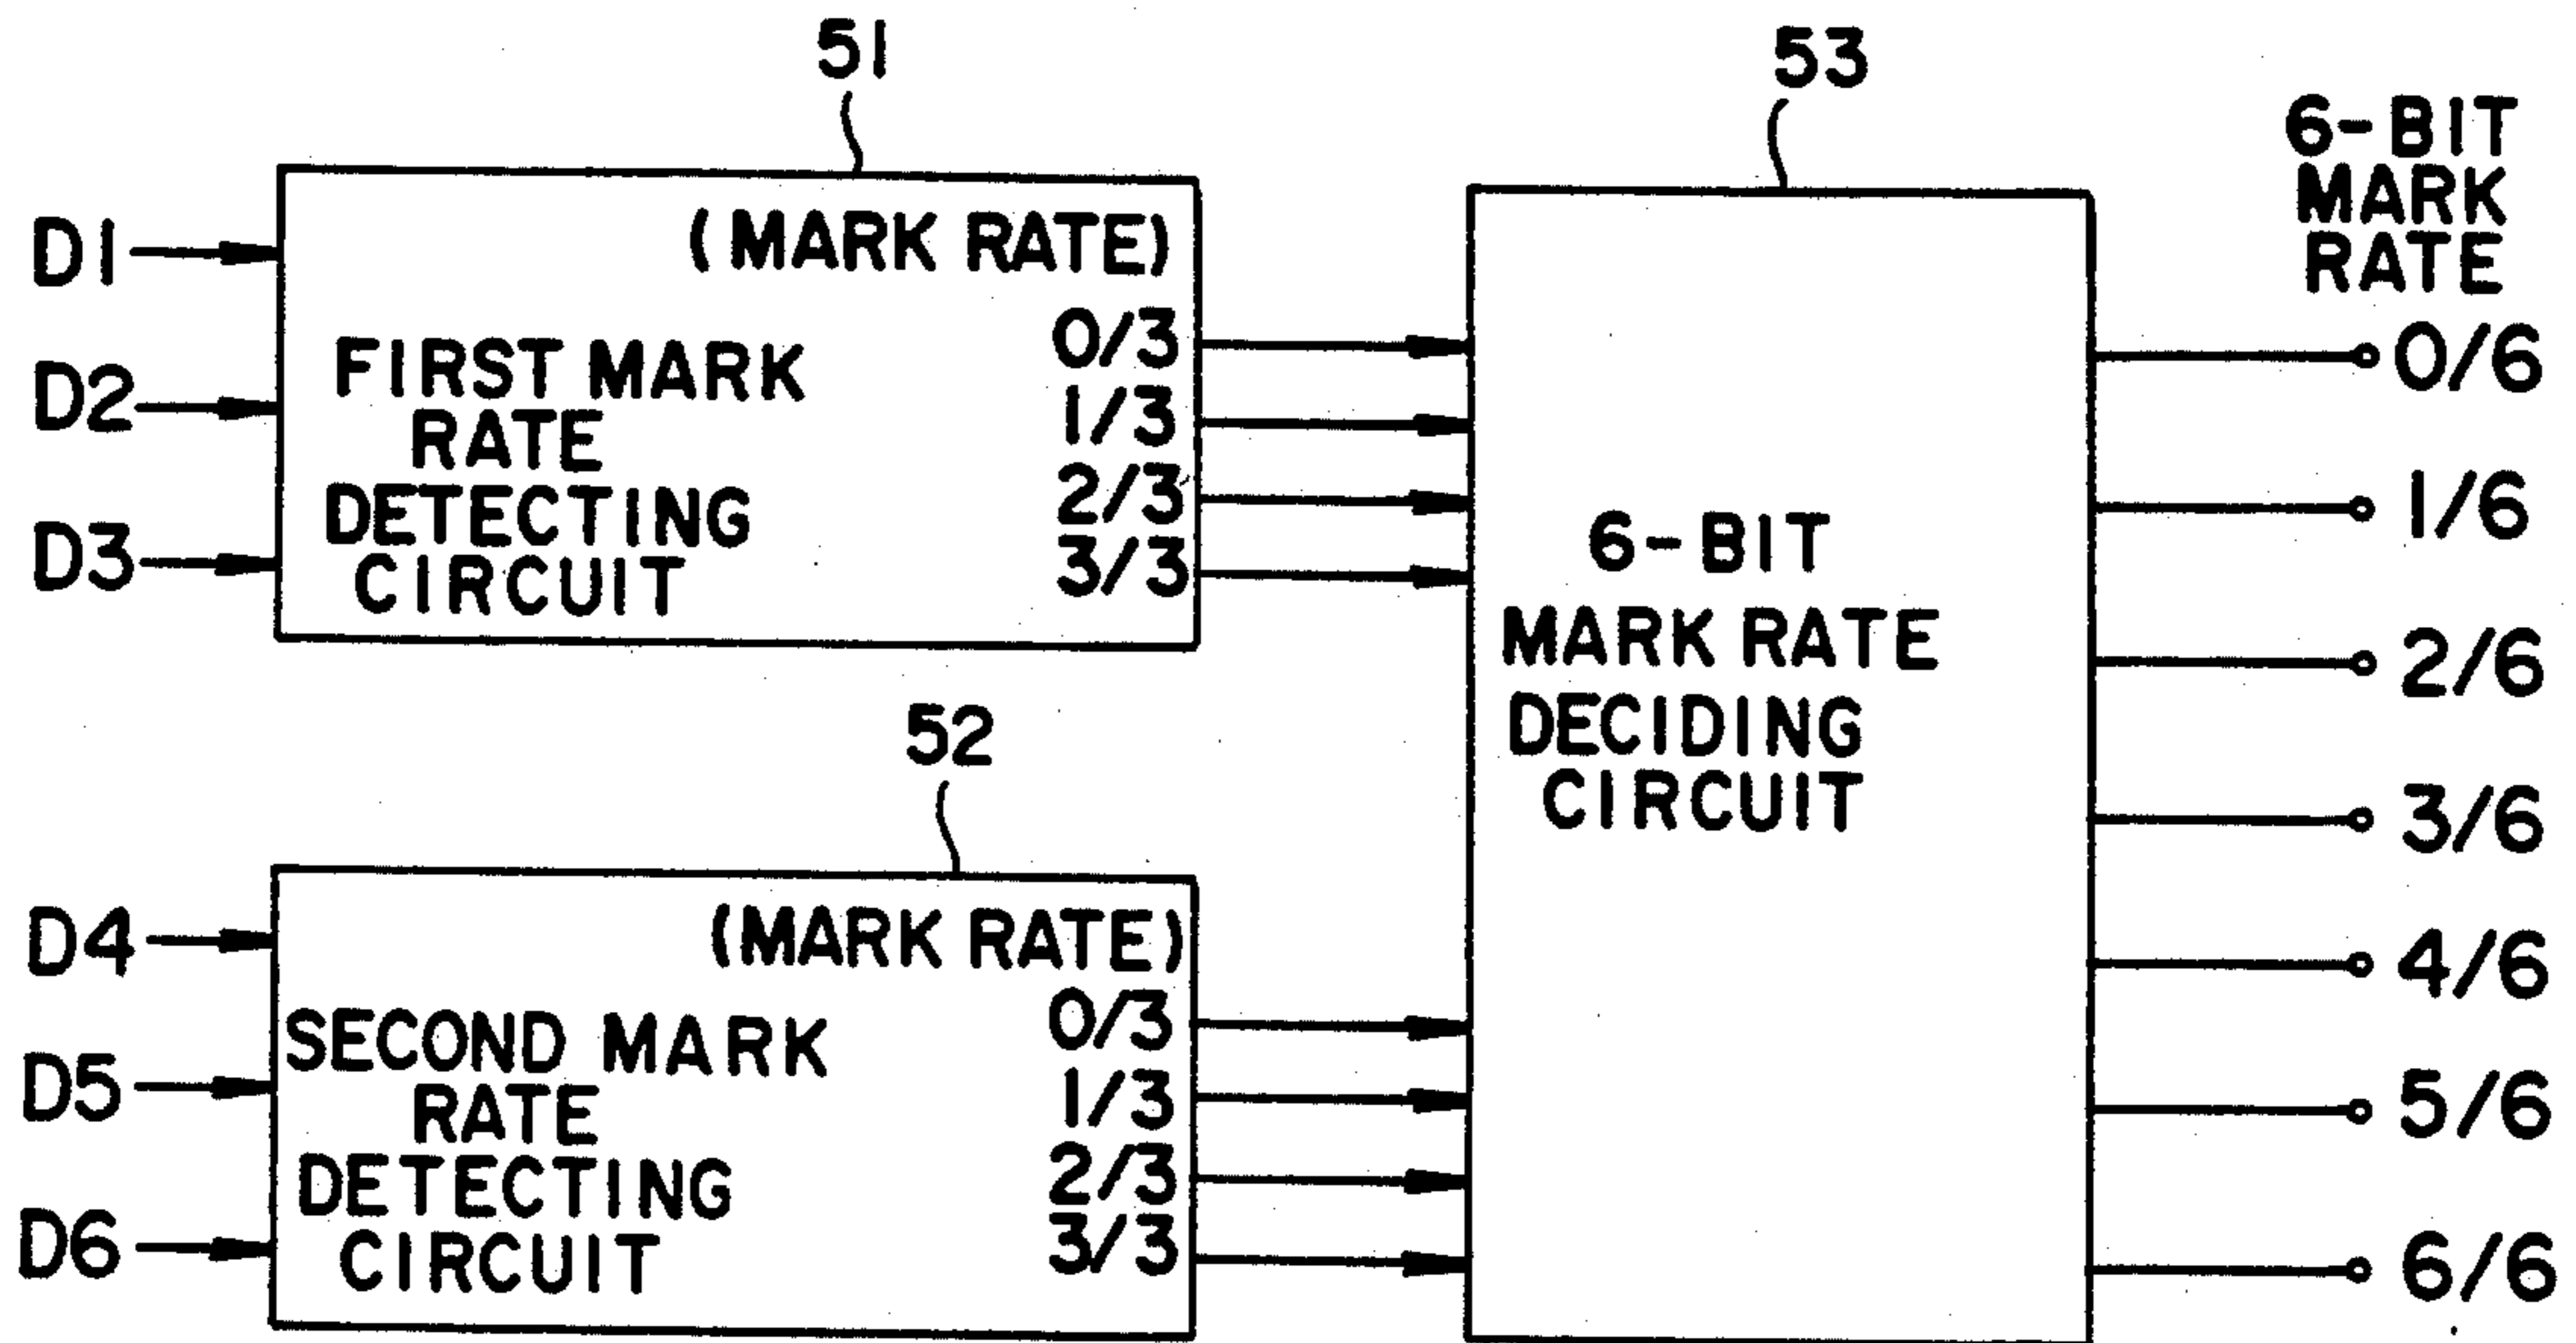 51
53
6-BIT
MARK
RATE
D1
D2
D3
(MARK RATE)
FIRST MARK
RATE
DETECTING
CIRCUIT
0/3
1/3
2/3
3/3
6-BIT
MARK RATE
DECIDING
CIRCUIT
0/6
1/6
2/6
3/6
4/6
5/6
6/6
52
D4
D5
D6
(MARK RATE)
SECOND MARK
RATE
DETECTING
CIRCUIT
0/3
1/3
2/3
3/3